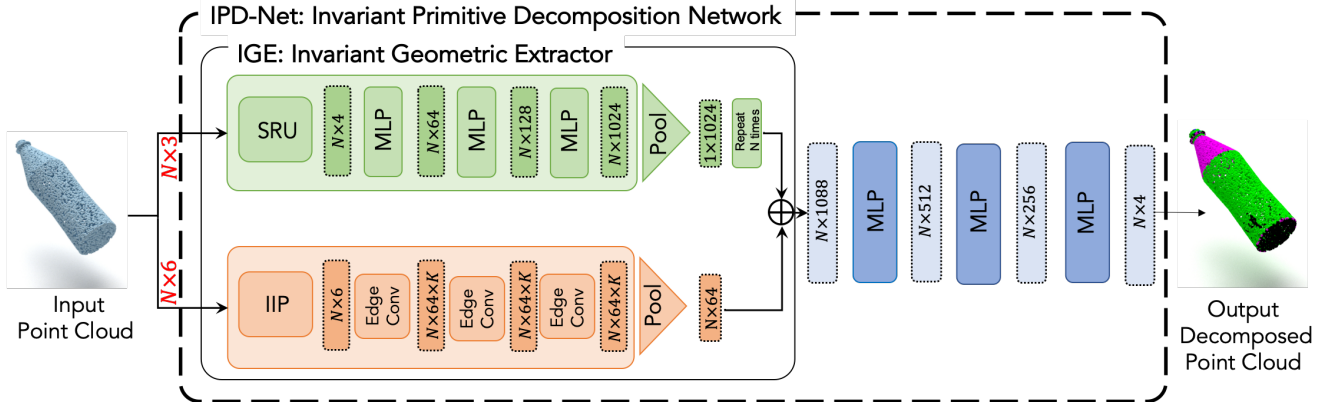 IPD-Net: Invariant Primitive Decomposition Network
IGE: Invariant Geometric Extractor
N×3
SRU
N×4
MLP
N×64
MLP
N×128
MLP
N×1024
Pool
1×1024
Repeat
N times
Input
Point Cloud
N×6
IIP
N×6
Edge
Conv
N×64×K
Edge
Conv
N×64×K
Edge
Conv
N×64×K
Pool
N×64
N×1088
MLP
N×512
MLP
N×256
MLP
N×4
Output
Decomposed
Point Cloud